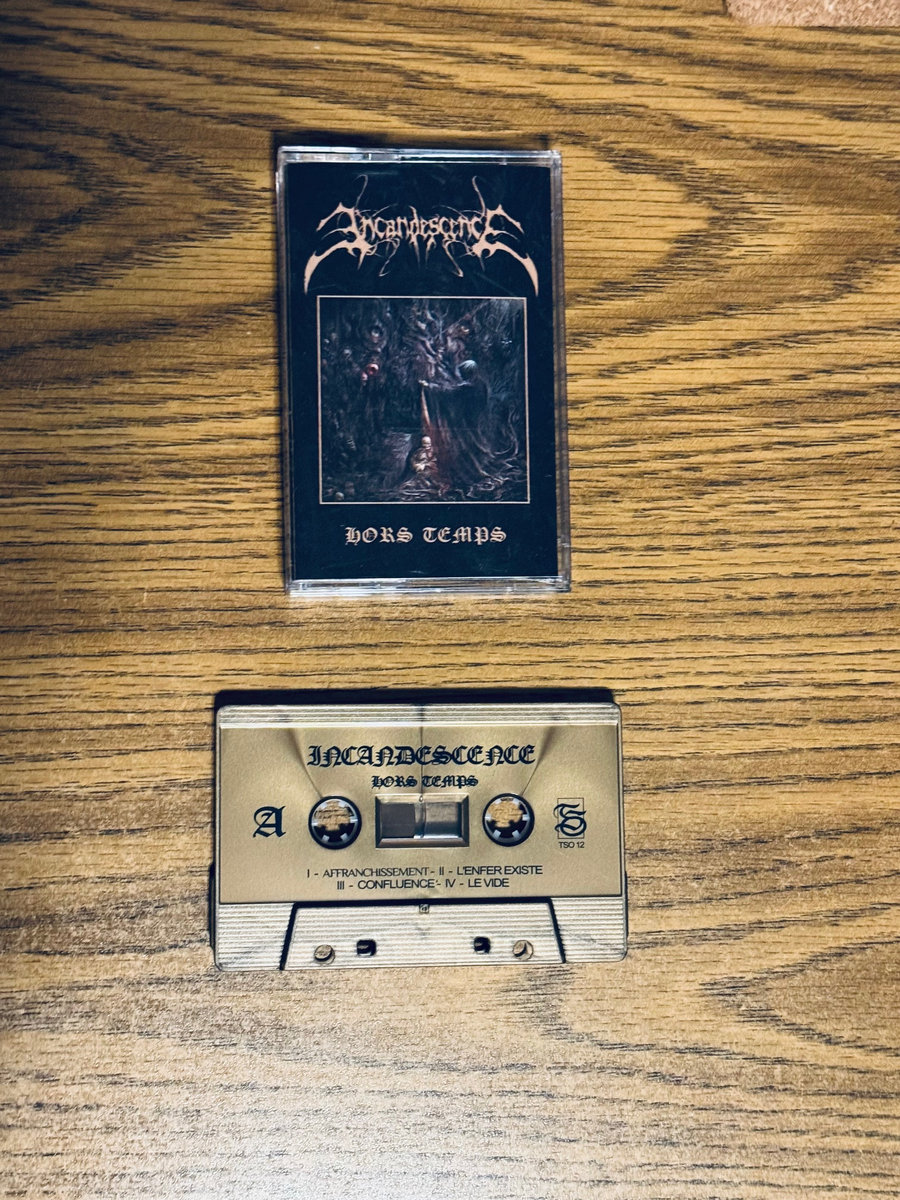 Incandescence
HORS TEMPS
INCANDESCENCE
HORS TEMPS
A
TSO 12
I - AFFRANCHISSEMENT - II - L'ENFER EXISTE
III - CONFLUENCE - IV - LE VIDE